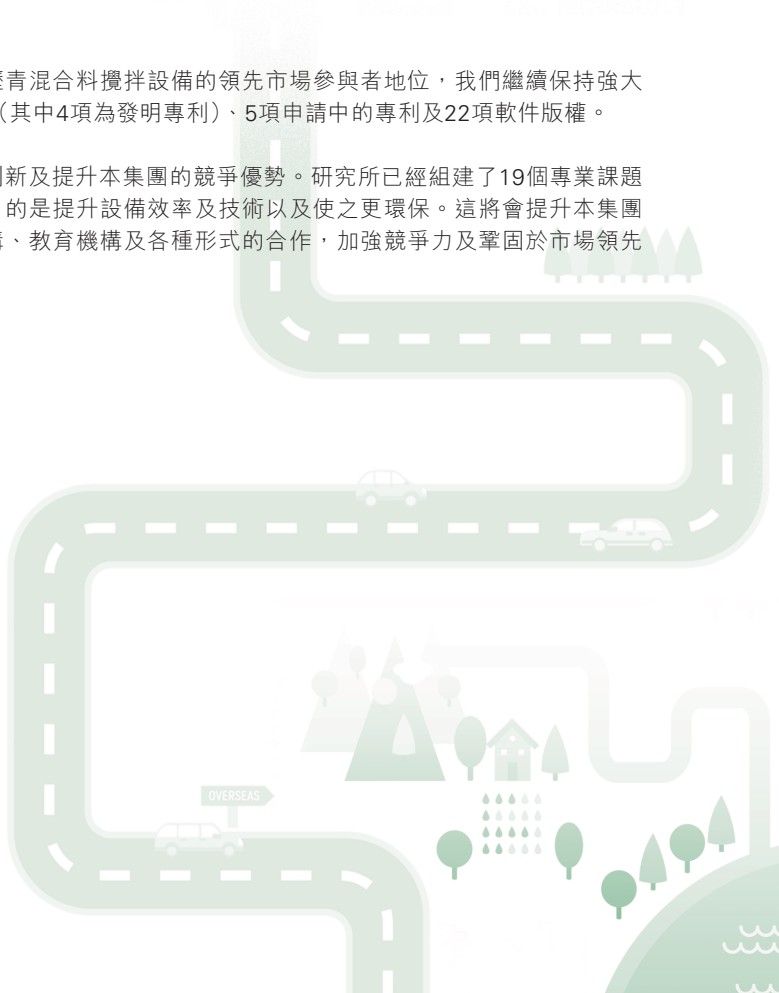 青混合料攪拌設備的領先市場參與者地位，我們繼續保持強大
（其中4項為發明專利）、5項申請中的專利及22項軟件版權。
新及提升本集團的競爭優勢。研究所已經組建了19個專業課題
的是提升設備效率及技術以及使之更環保。這將會提升本集團
、教育機構及各種形式的合作，加強競爭力及鞏固於市場領先
OVERSEAS